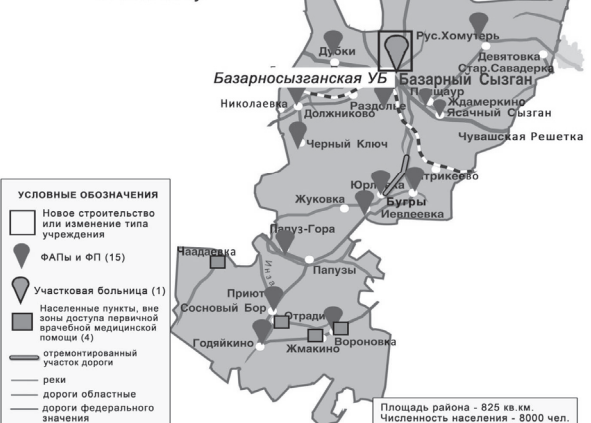 Рус.Хомутерь
Дубки
Девятовка
Стар.Савадерка
Базарносызганская УБ
Базарный Сызган
Николаевка
Должниково
Раздолье
Ждамеркино
Ясачный Сызган
Чувашская Решетка
Черный Ключ
Жуковка
Бугры
Иевлеевка
Папуз-Гора
Чаадаевка
Папузы
Инза
Приют
Сосновый Бор
Отради
Годяйкино
Жмакино
Вороновка
УСЛОВНЫЕ ОБОЗНАЧЕНИЯ
Новое строительство
или изменение типа
учреждения
ФАПы и ФП (15)
Участковая больница (1)
Населенные пункты, вне
зоны доступа первичной
врачебной медицинской
помощи (4)
отремонтированный
участок дороги
реки
дороги областные
дороги федерального
значения
Площадь района - 825 кв.км.
Численность населения - 8000 чел.